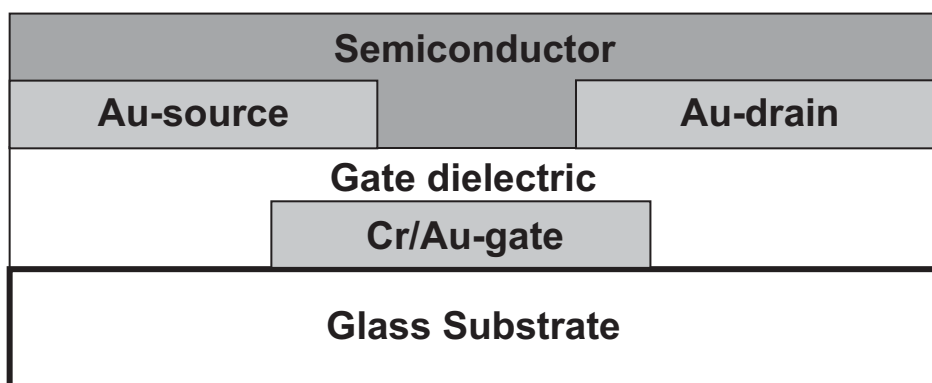 Semiconductor
Au-source Au-drain
Gate dielectric
Cr/Au-gate
Glass Substrate